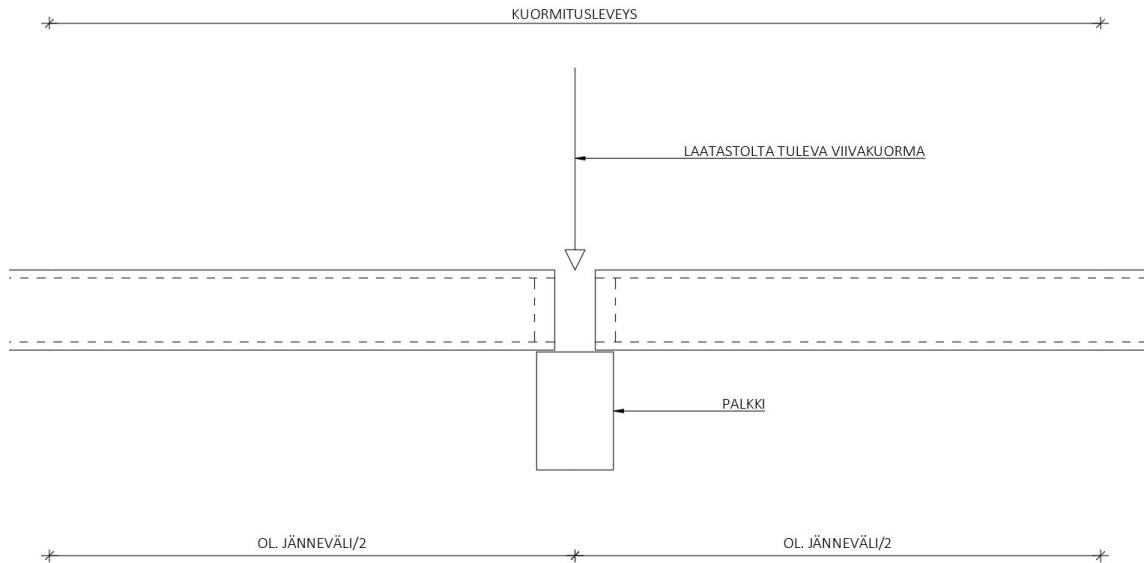 KUORMITUSLEVEYS
LAATASTOLTA TULEVA VIIVAKUORMA
PALKKI
OL. JÄNNEVÄLI/2
OL. JÄNNEVÄLI/2